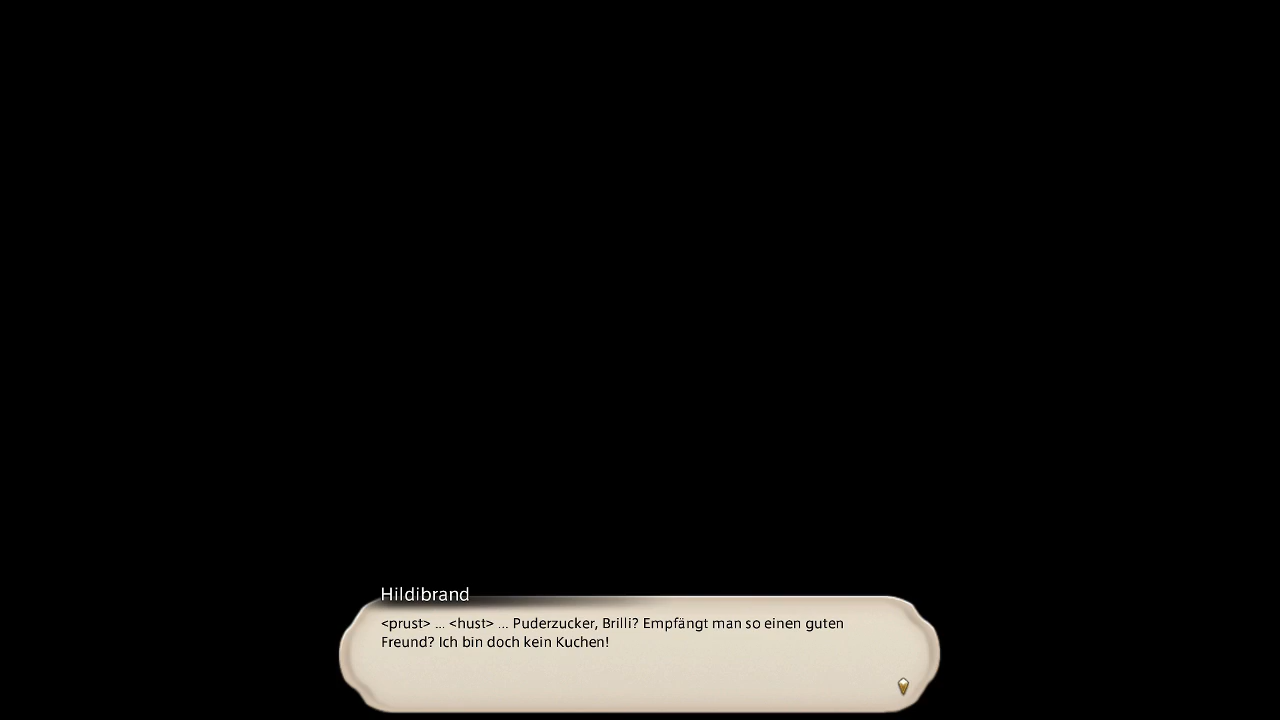 Hildibrand
<prust> ... <hust> ... Puderzucker, Brilli? Empfängt man so einen guten
Freund? Ich bin doch kein Kuchen!